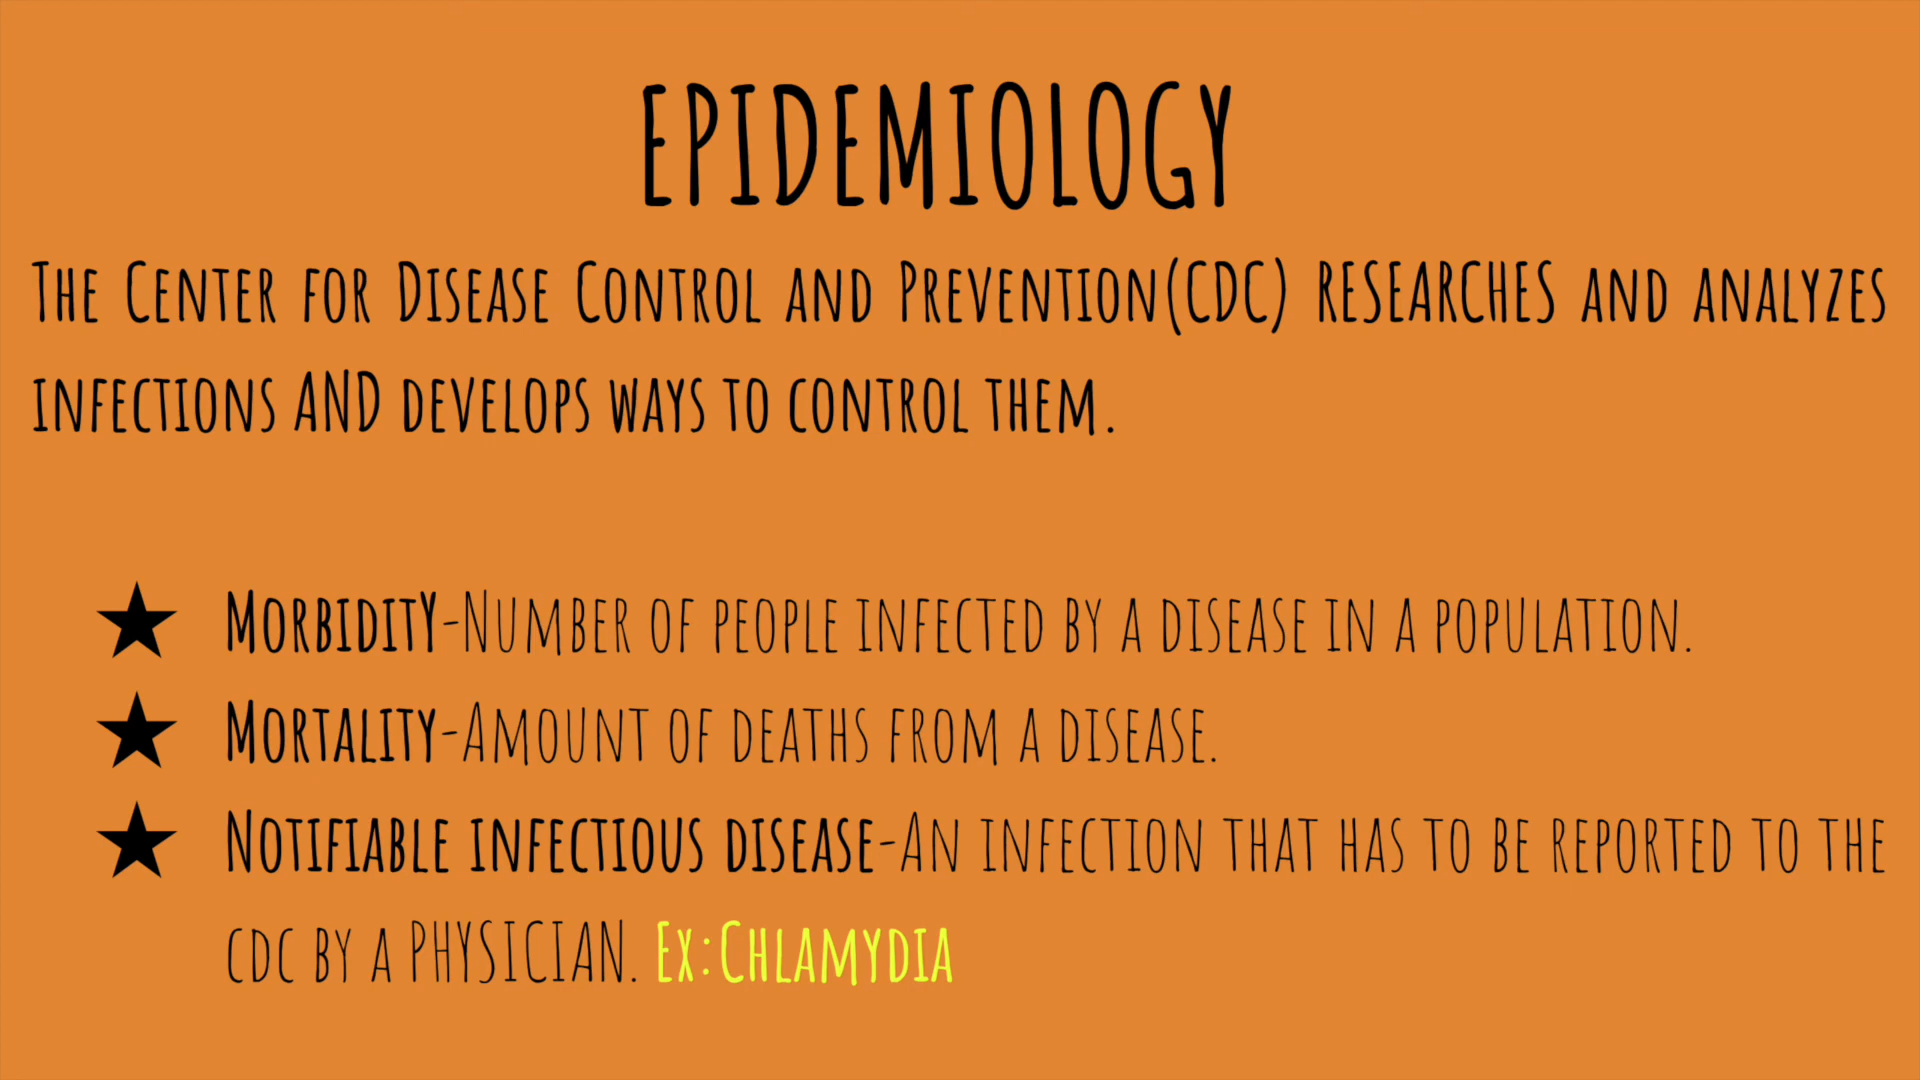 EPIDEMIOLOGY
The Center for Disease Control and Prevention(CDC) RESEARCHES and analyzes
infections AND develops ways to control them.
★ MorbiditY-Number of people infected by a disease in a population.
★ Mortality-Amount of deaths from a disease.
★ Notifiable infectious disease-An infection that has to be reported to the
cdc by a PHYSICIAN. Ex:Chlamydia